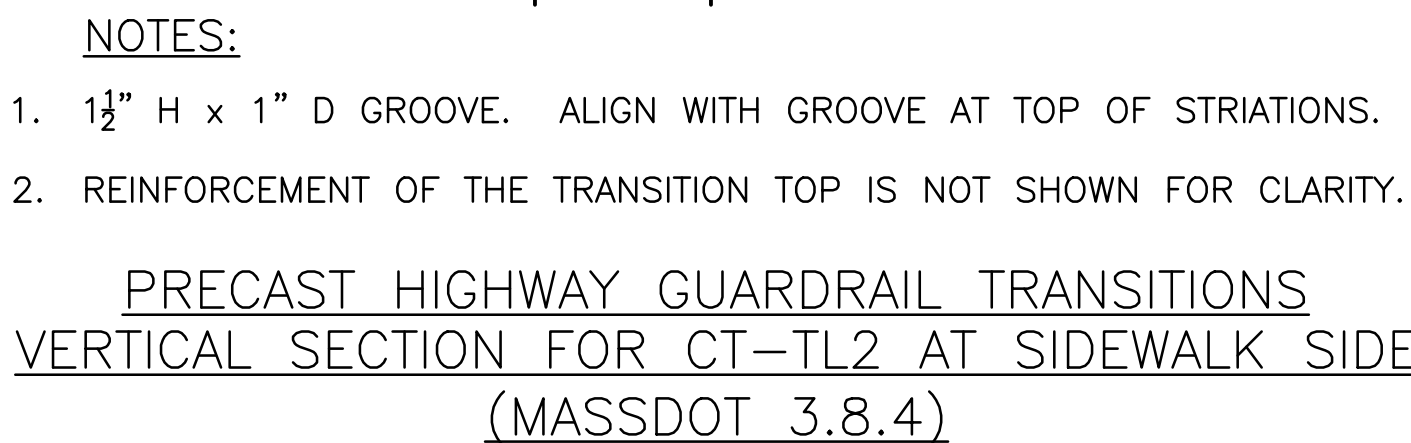 NOTES:
1. 1½” H x 1” D GROOVE. ALIGN WITH GROOVE AT TOP OF STRIATIONS.
2. REINFORCEMENT OF THE TRANSITION TOP IS NOT SHOWN FOR CLARITY.
PRECAST HIGHWAY GUARDRAIL TRANSITIONS
VERTICAL SECTION FOR CT–TL2 AT SIDEWALK SIDE
(MASSDOT 3.8.4)